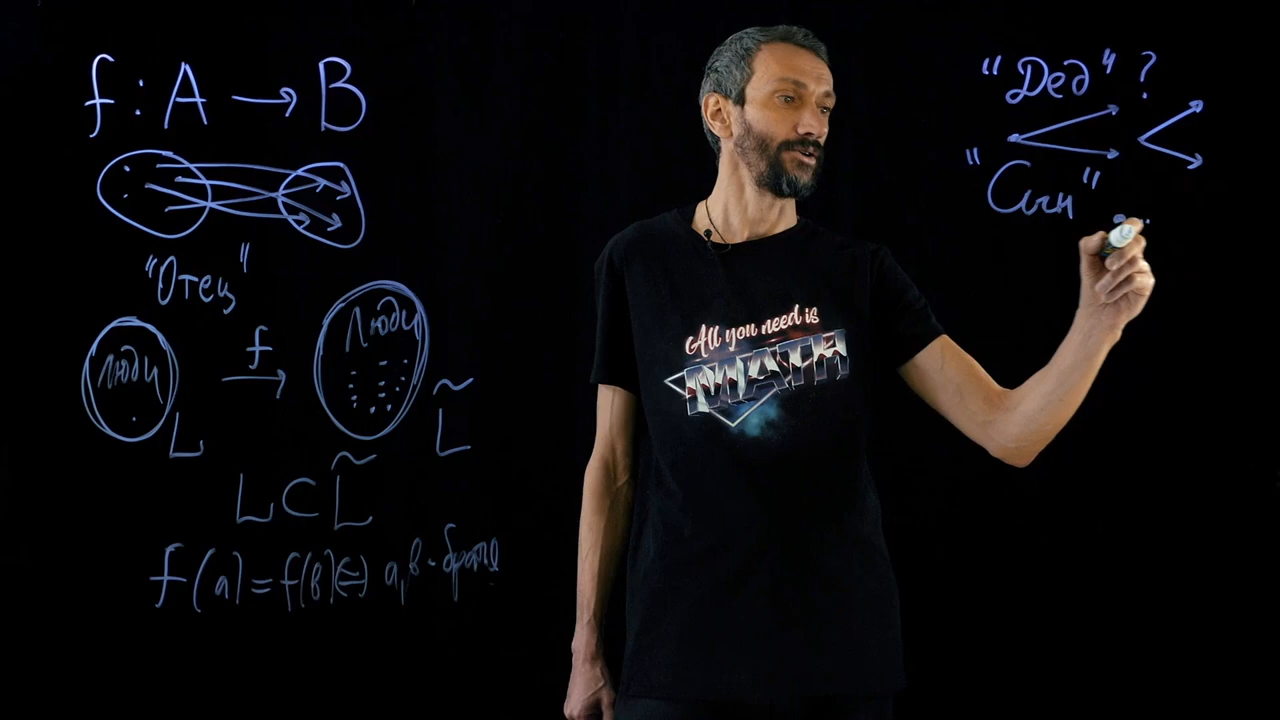 f : A → B
"Отец"
люди
f
Люди
L
L̃
L ⊂ L̃
f(a) = f(b) ⇔ a, b - братья
All you need is
MATH
"Дед" ?
"Сын"